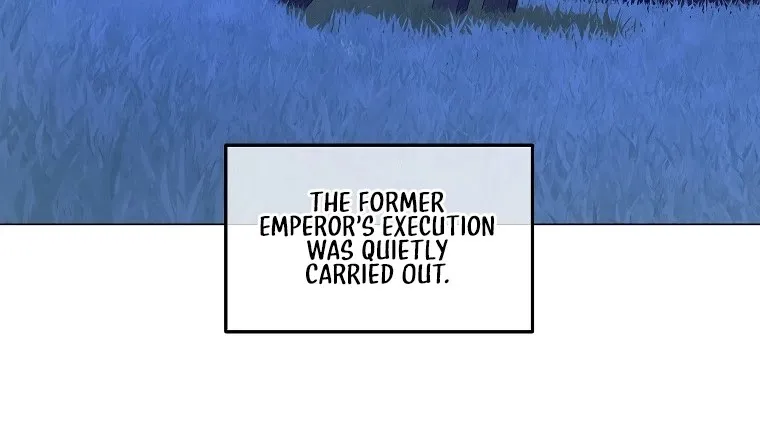 THE FORMER
EMPEROR'S EXECUTION
WAS QUIETLY
CARRIED OUT.